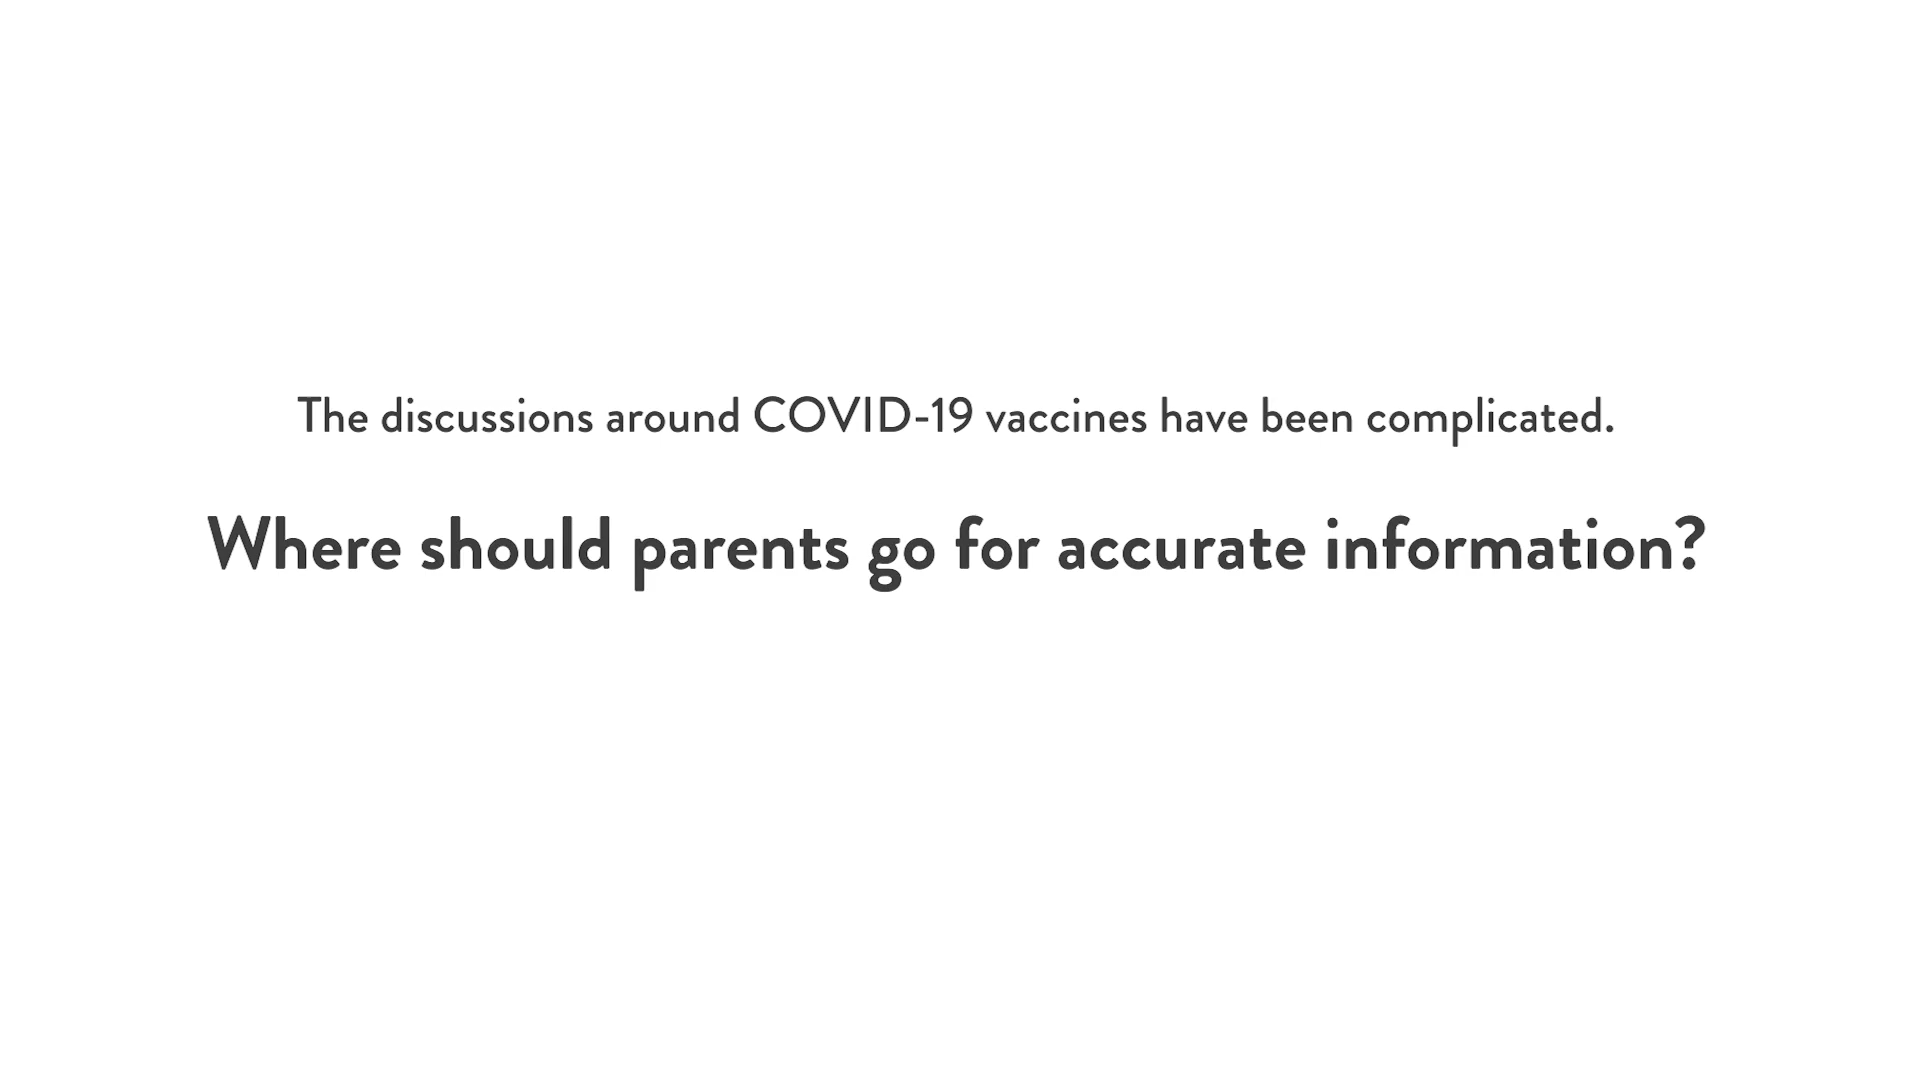 The discussions around COVID-19 vaccines have been complicated.
Where should parents go for accurate information?